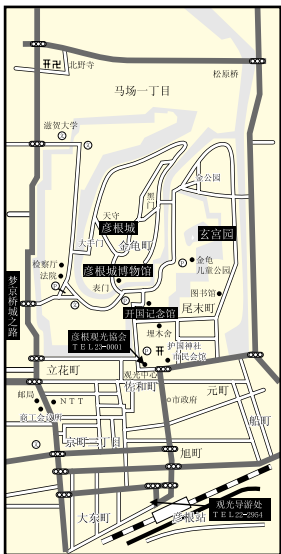 北野寺
松原桥
马场一丁目
滋贺大学
金公园
黑门
天守
彦根城
玄宮园
大手门
金龟町
检察厅
法院
彦根城博物馆
金龟
儿童公园
表门
图书馆
梦京桥城之路
开国记念馆
尾末町
埋木舍
彦根观光協会
TEL23-0001
护国神社
市民会馆
观光中心
立花町
佐和町
邮局
NTT
市政府
元町
商工会议所
船町
京町二丁目
旭町
观光导游处
TEL22-2954
大东町
彦根站